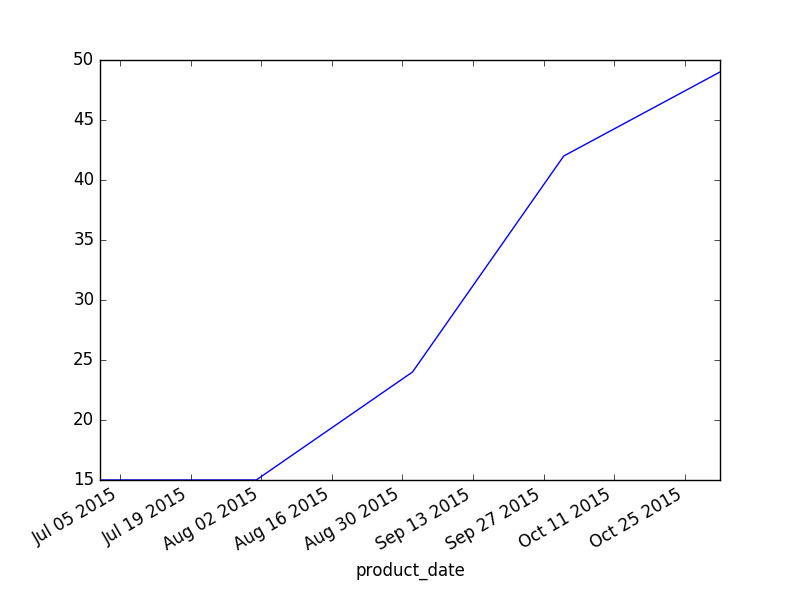 50
45
40
35
30
25
20
15
Jul 05 2015
Jul 19 2015
Aug 02 2015
Aug 16 2015
Aug 30 2015
Sep 13 2015
Sep 27 2015
Oct 11 2015
Oct 25 2015
product_date